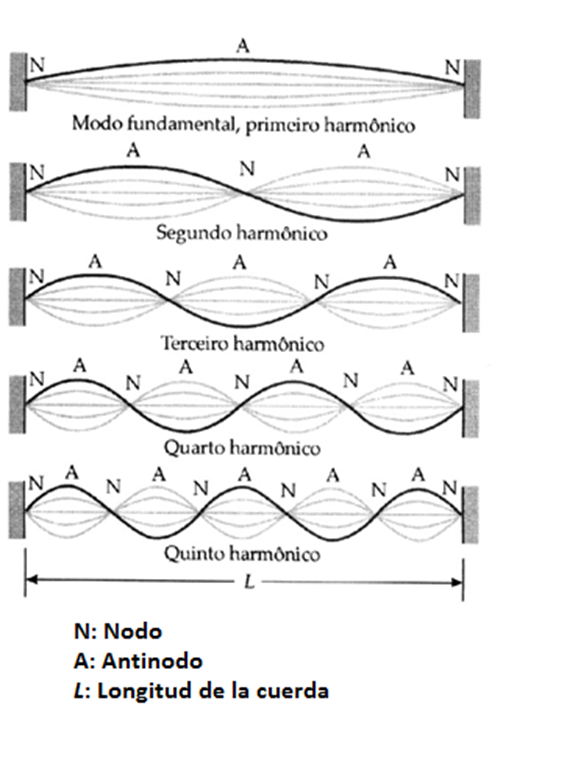 A
N N
Modo fundamental, primeiro harmônico
A A
N N N
Segundo harmônico
A A A
N N N N
Terceiro harmônico
A A A A
N N N N N
Quarto harmônico
A A A A A
N N N N N N
Quinto harmônico
L
N: Nodo
A: Antinodo
L: Longitud de la cuerda